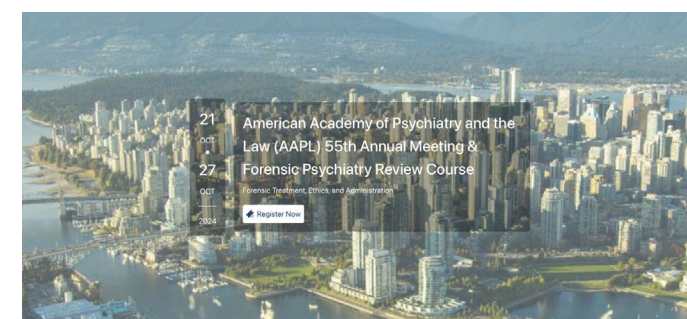 21
OCT
27
OCT
2024
American Academy of Psychiatry and the
Law (AAPL) 55th Annual Meeting &
Forensic Psychiatry Review Course
Forensic Treatment, Ethics, and Administration
Register Now